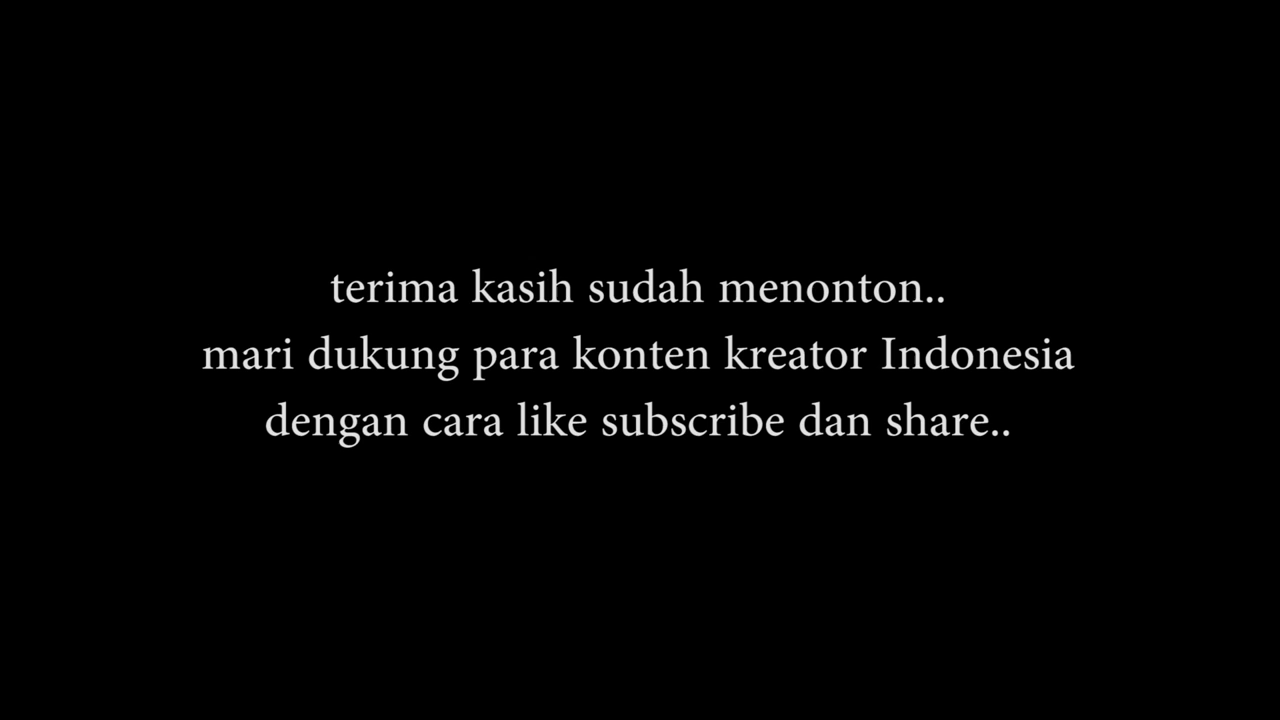 terima kasih sudah menonton..
mari dukung para konten kreator Indonesia
dengan cara like subscribe dan share..